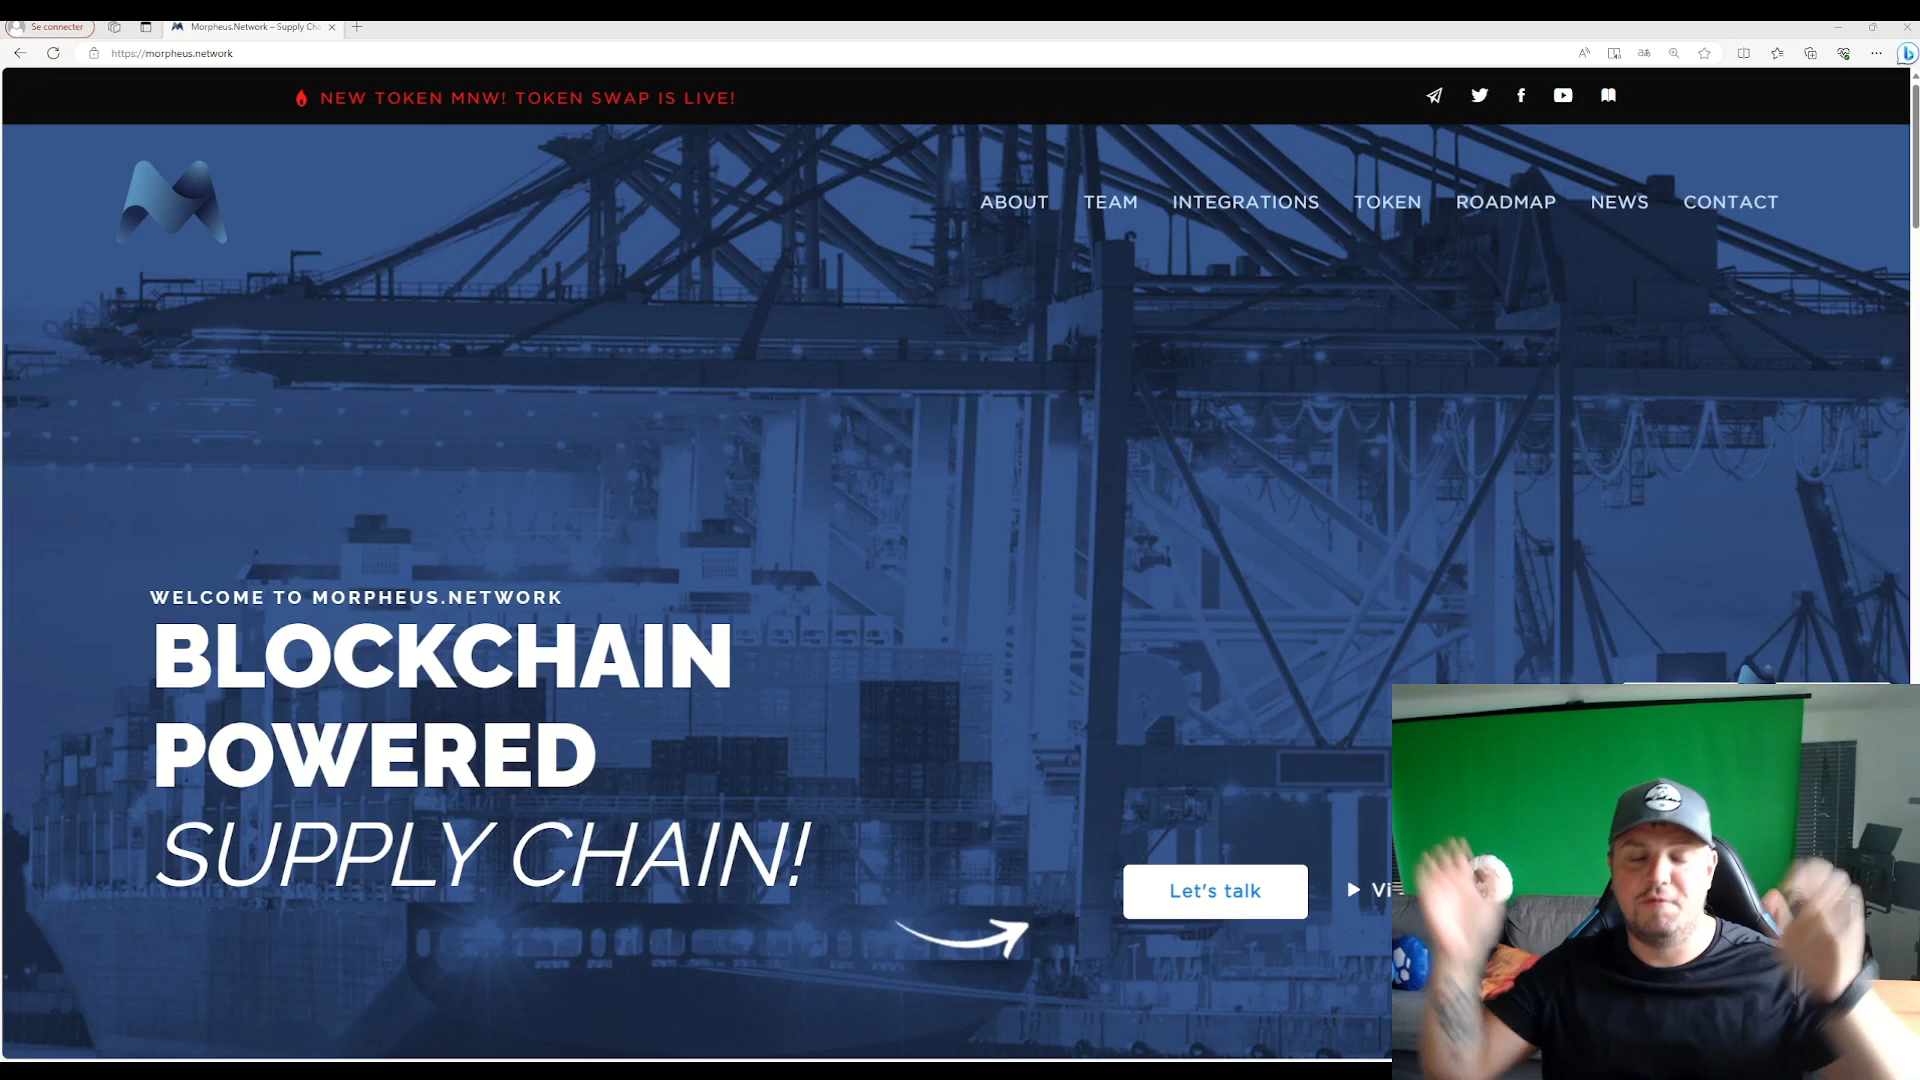 Se connecter
Morpheus.Network – Supply Cha
https://morpheus.network
NEW TOKEN MNW! TOKEN SWAP IS LIVE!
ABOUT TEAM INTEGRATIONS TOKEN ROADMAP NEWS CONTACT
WELCOME TO MORPHEUS.NETWORK
BLOCKCHAIN
POWERED
SUPPLY CHAIN!
Let's talk